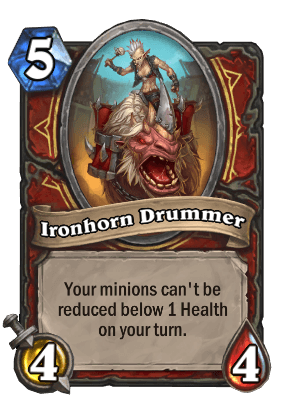 5
Ironhorn Drummer
Your minions can't be
reduced below 1 Health
on your turn.
4
4